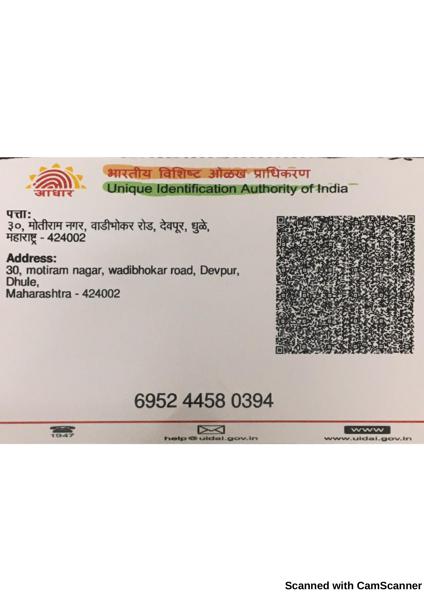 आधार
भारतीय विशिष्ट ओळख प्राधिकरण
Unique Identification Authority of India
पत्ता:
३०, मोतीराम नगर, वाडीभोकर रोड, देवपूर, धुळे,
महाराष्ट्र - 424002
Address:
30, motiram nagar, wadibhokar road, Devpur,
Dhule,
Maharashtra - 424002
6952 4458 0394
1947
help@uidai.gov.in
www
www.uidai.gov.in
Scanned with CamScanner